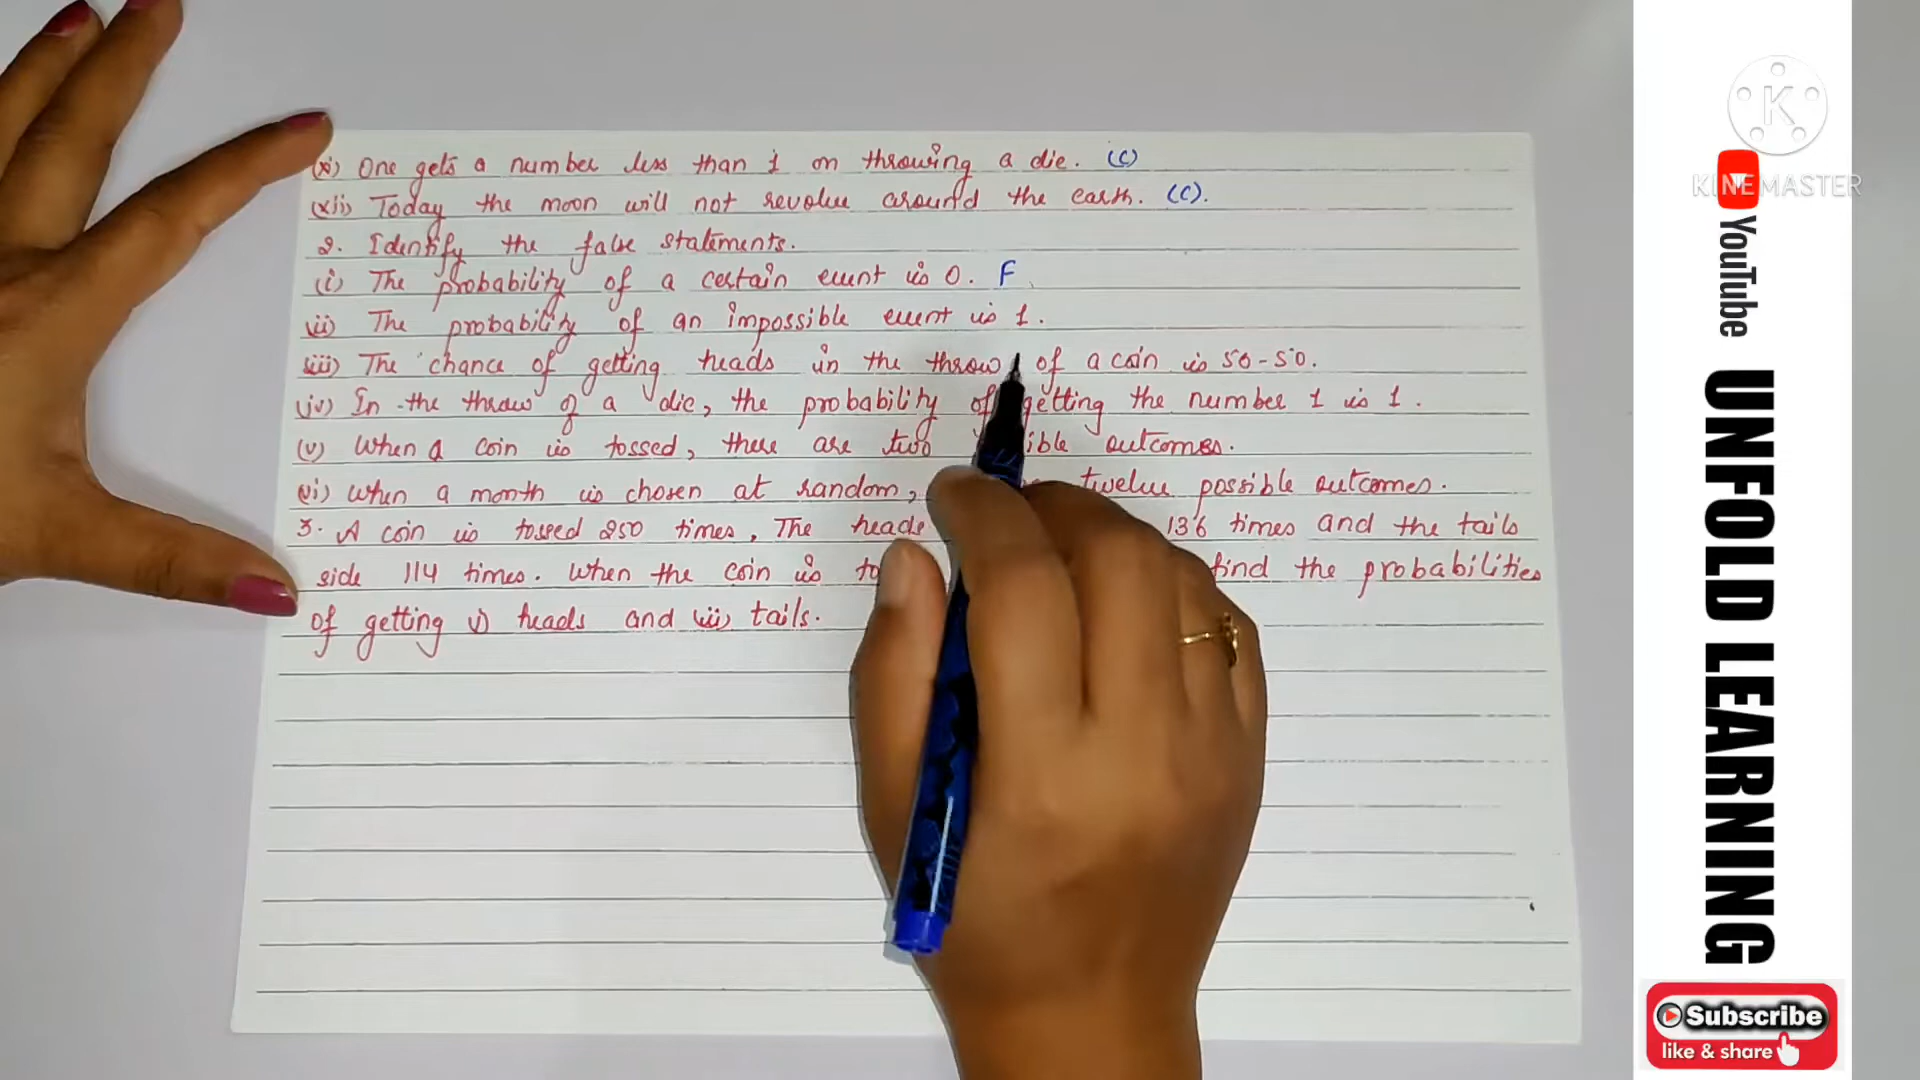 (xi) One gets a number less than 1 on throwing a die. (C)
(xii) Today the moon will not revolve around the earth. (C).
2. Identify the false statements.
(i) The probability of a certain event is 0. F
(ii) The probability of an impossible event is 1.
(iii) The chance of getting heads in the throw of a coin is 50-50.
(iv) In the throw of a die, the probability of getting the number 1 is 1.
(v) When a coin is tossed, there are two ible outcomes.
(vi) When a month is chosen at random, twelve possible outcomes.
3. A coin is tossed 250 times, The heads 136 times and the tails
side 114 times. When the coin is to find the probabilities
of getting i) heads and ii) tails.
KINEMASTER
YouTube
UNFOLD LEARNING
Subscribe
like & share